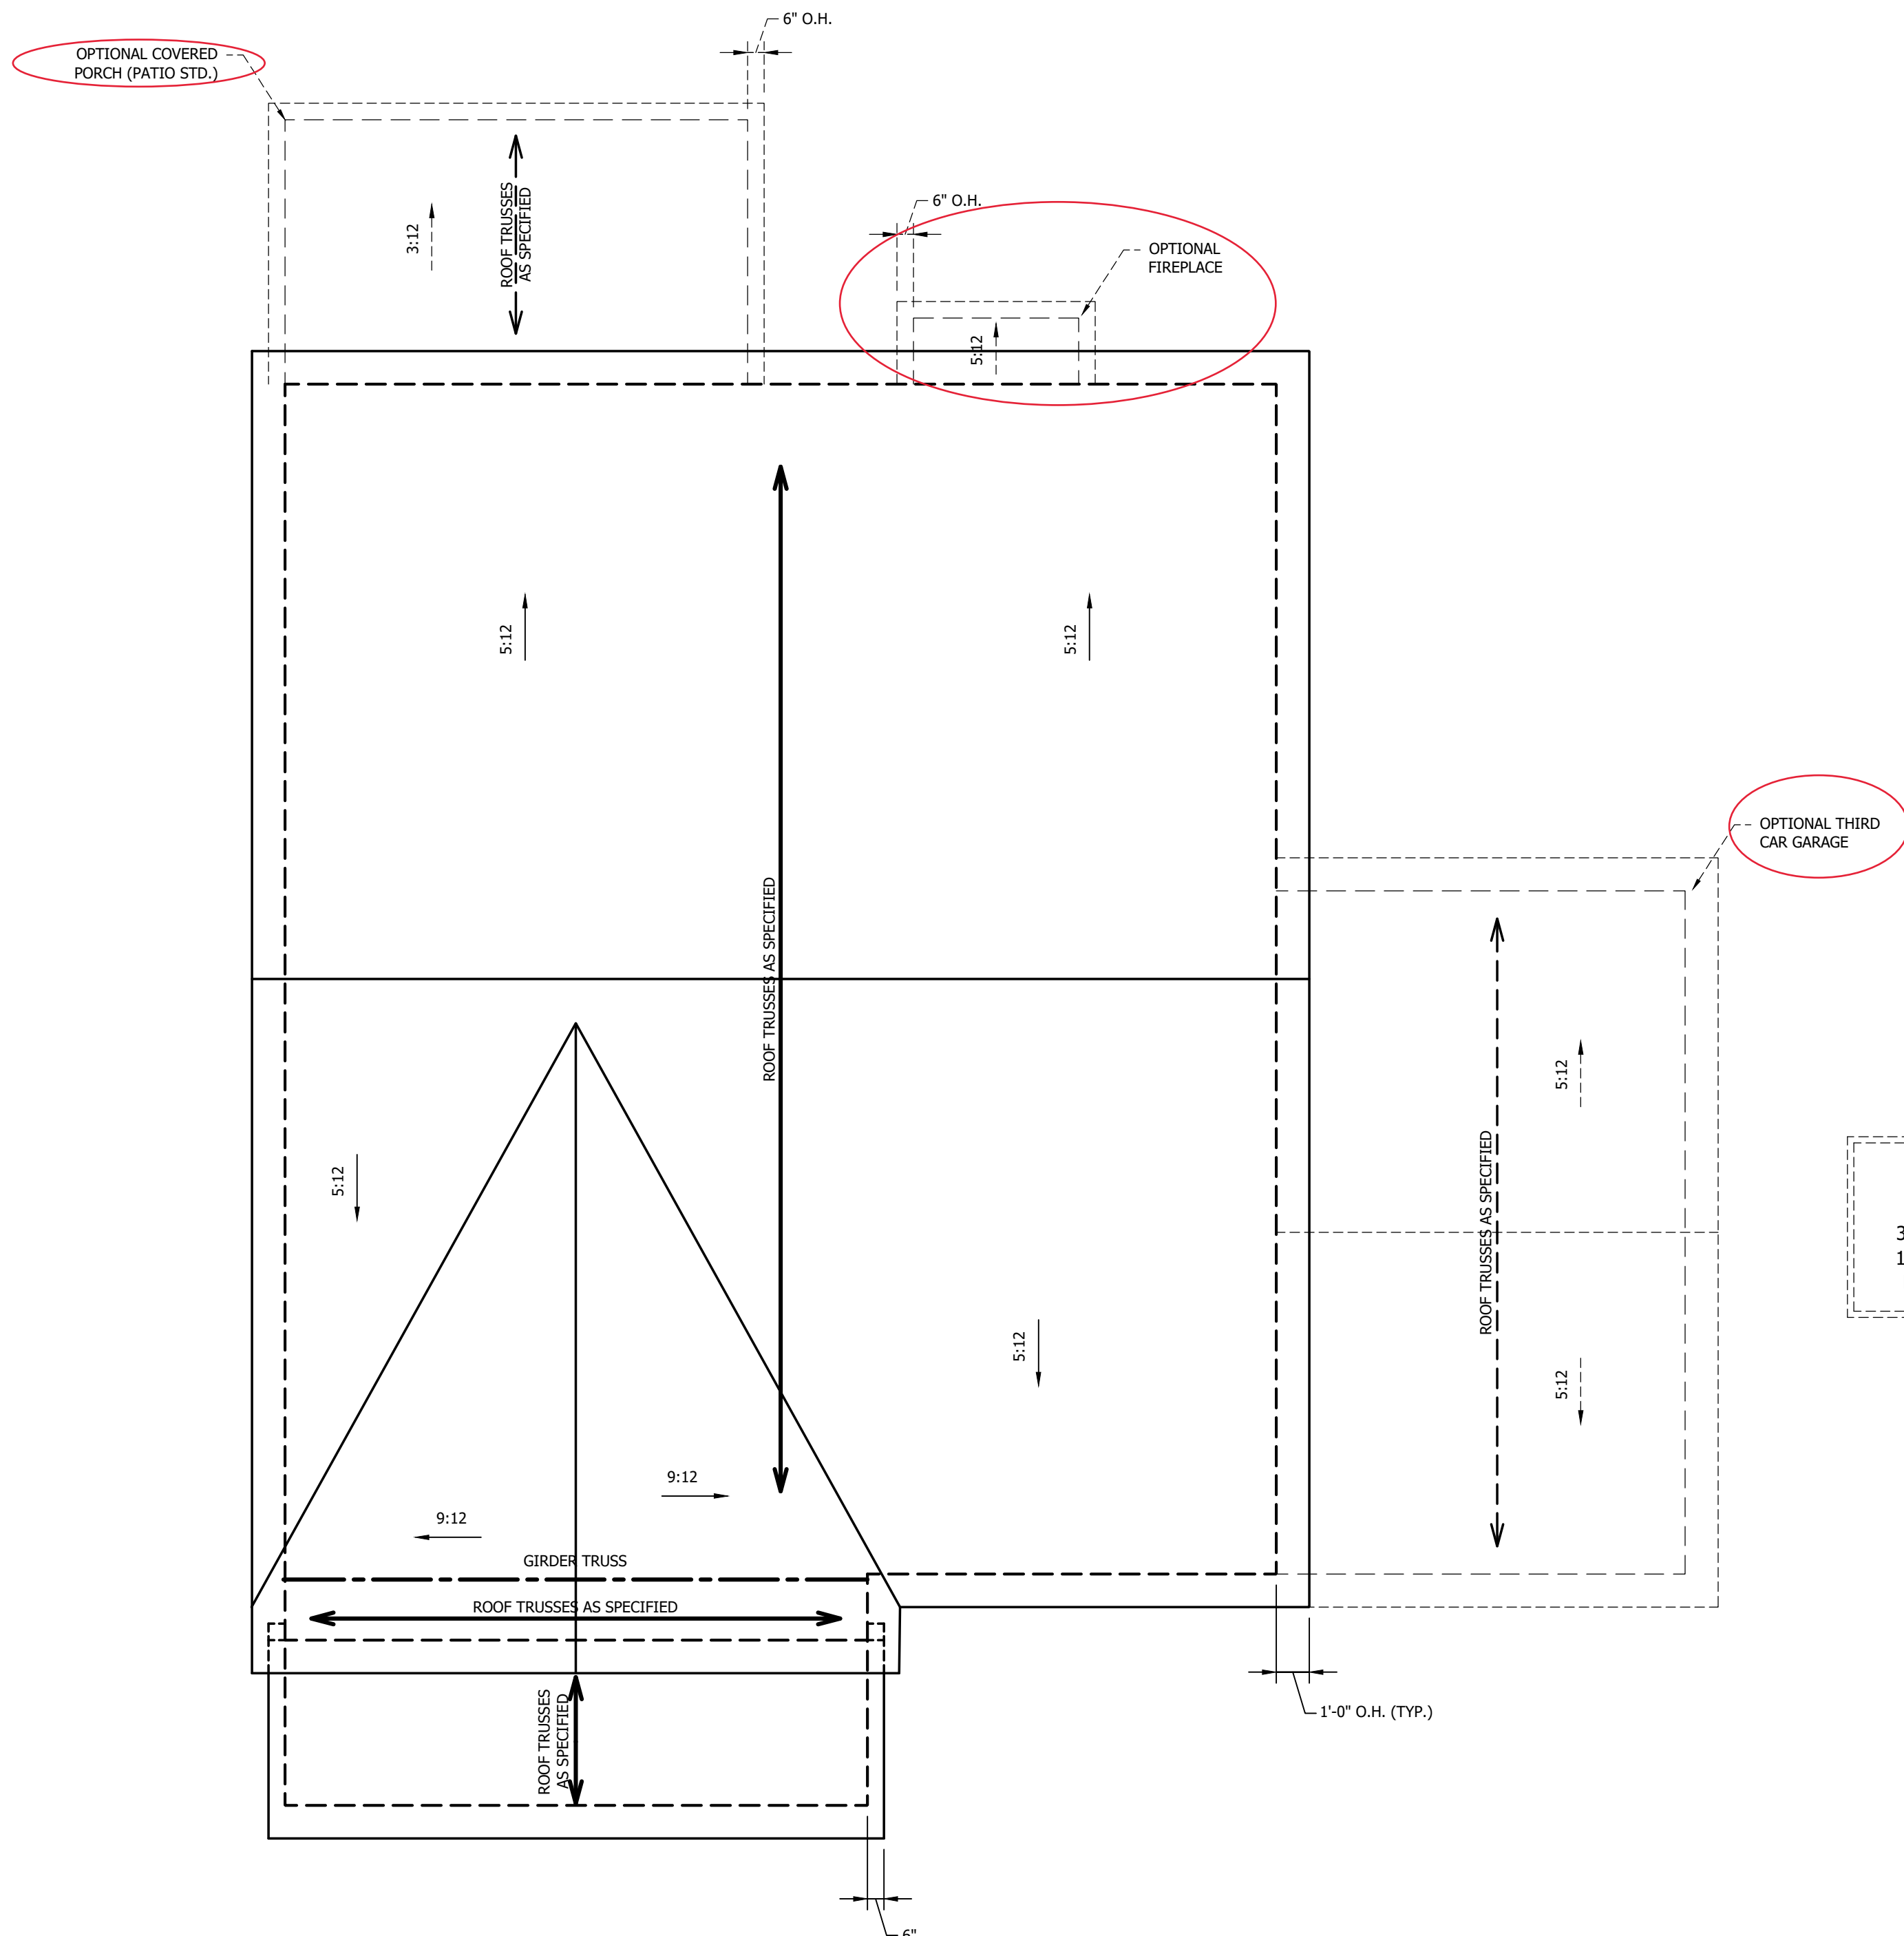 6" O.H.
OPTIONAL COVERED
PORCH (PATIO STD.)
3:12
ROOF TRUSSES
AS SPECIFIED
6" O.H.
OPTIONAL
FIREPLACE
5:12
5:12
5:12
OPTIONAL THIRD
CAR GARAGE
ROOF TRUSSES AS SPECIFIED
5:12
5:12
ROOF TRUSSES AS SPECIFIED
3
1
5:12
5:12
9:12
9:12
GIRDER TRUSS
ROOF TRUSSES AS SPECIFIED
ROOF TRUSSES
AS SPECIFIED
1'-0" O.H. (TYP.)
6"